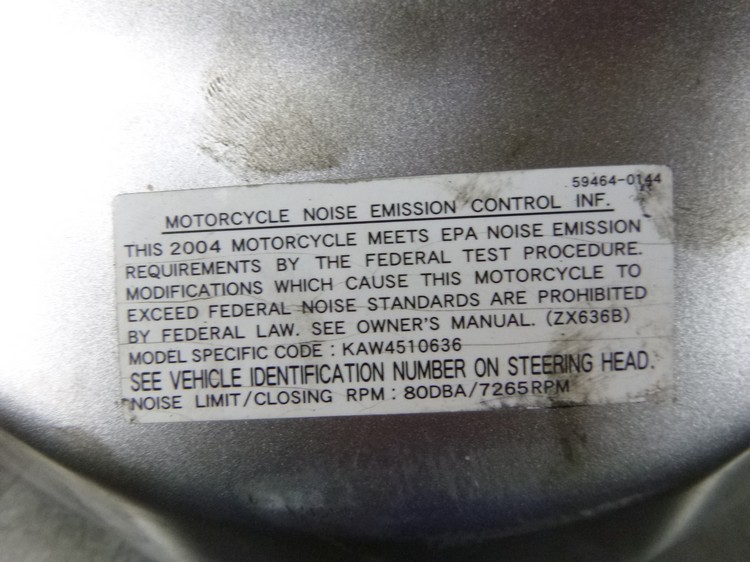 59464-0144
MOTORCYCLE NOISE EMISSION CONTROL INF.
THIS 2004 MOTORCYCLE MEETS EPA NOISE EMISSION
REQUIREMENTS BY THE FEDERAL TEST PROCEDURE.
MODIFICATIONS WHICH CAUSE THIS MOTORCYCLE TO
EXCEED FEDERAL NOISE STANDARDS ARE PROHIBITED
BY FEDERAL LAW. SEE OWNER'S MANUAL. (ZX636B)
MODEL SPECIFIC CODE : KAW4510636
SEE VEHICLE IDENTIFICATION NUMBER ON STEERING HEAD.
NOISE LIMIT/CLOSING RPM : 80DBA/7265RPM